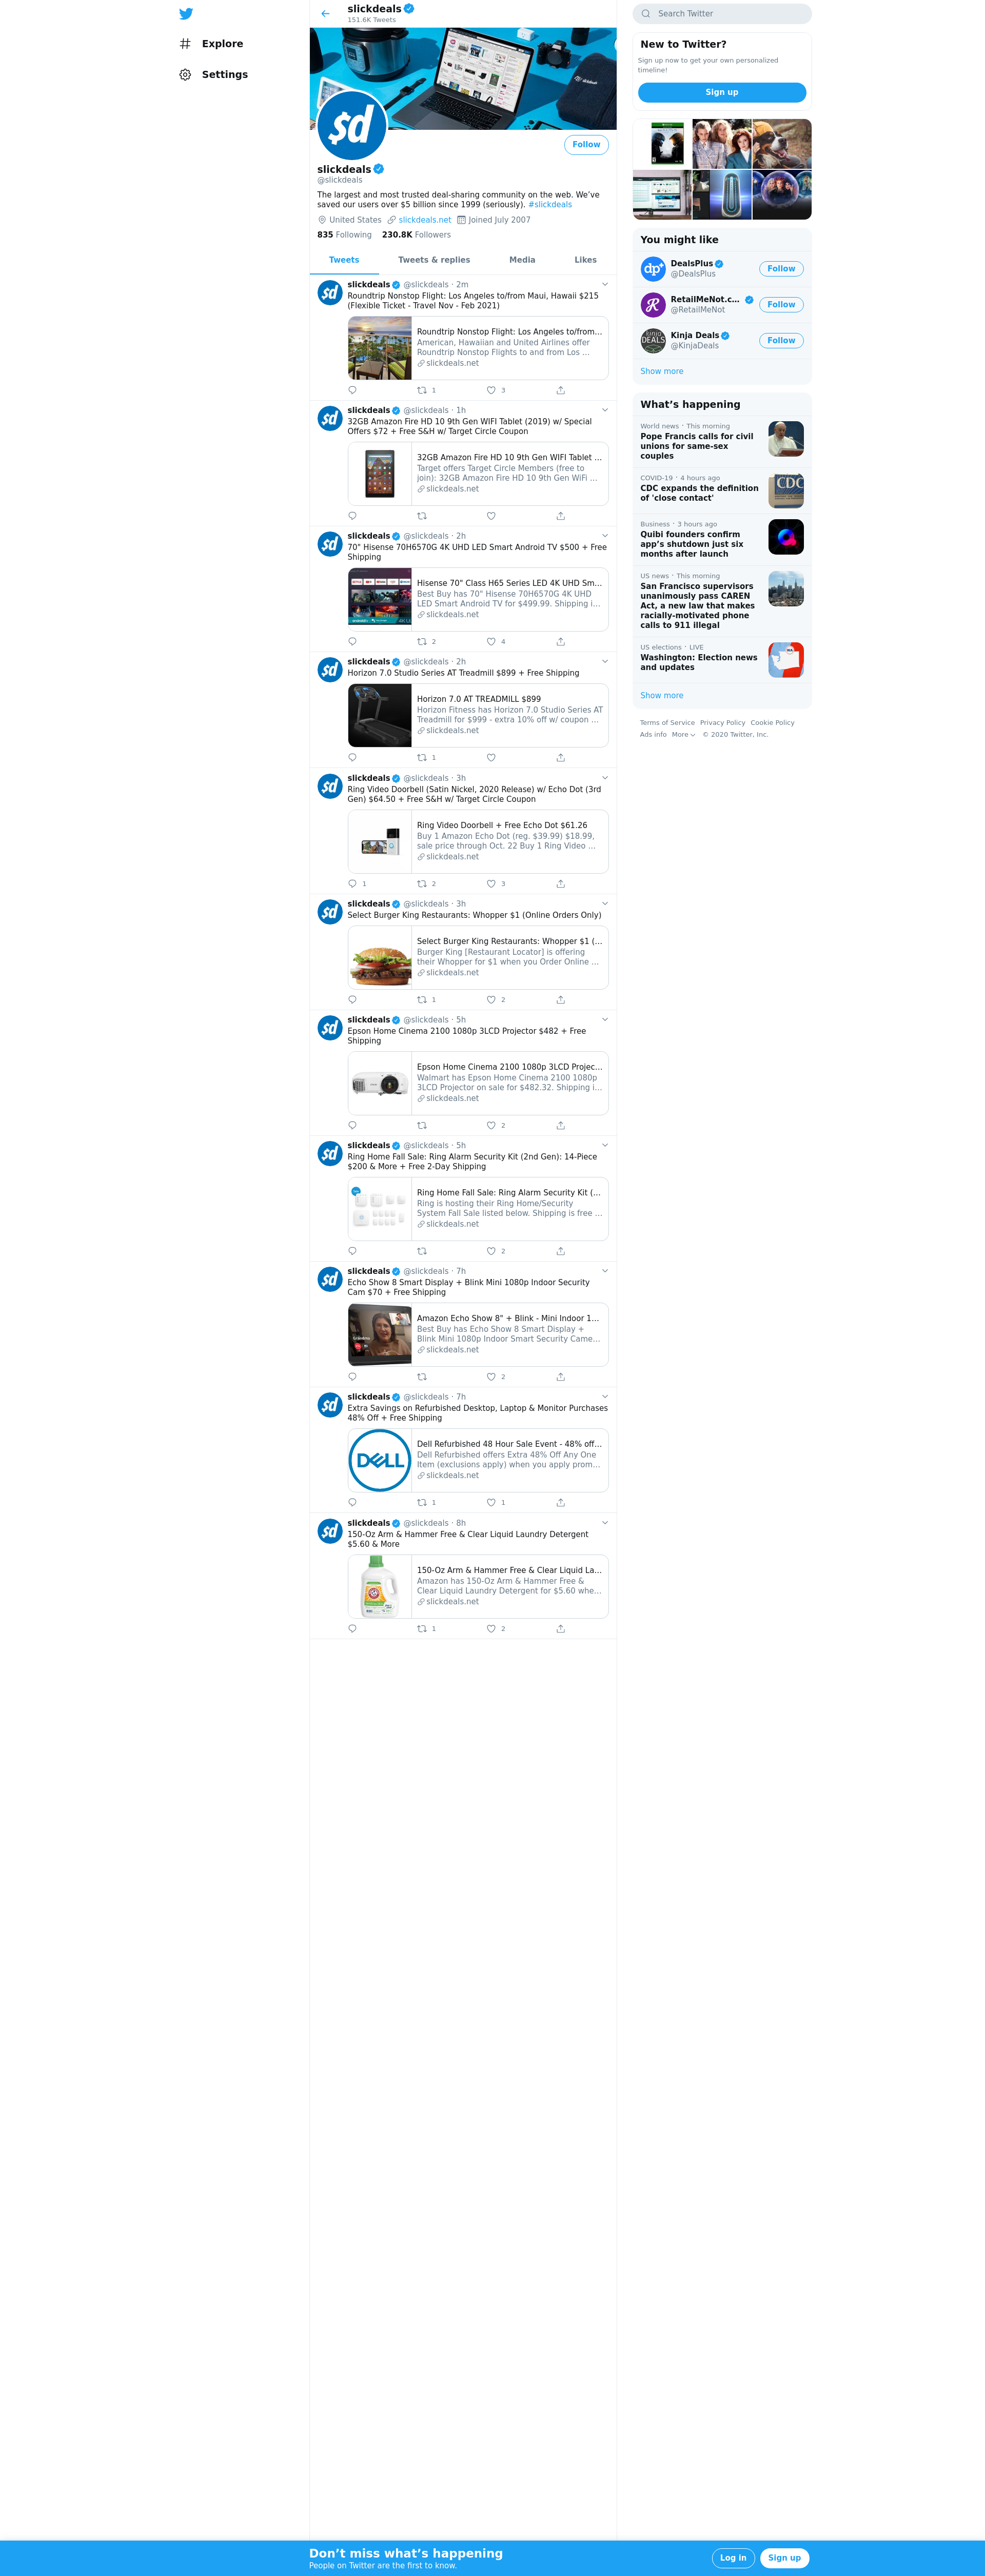 Explore
Settings
slickdeals
151.6K Tweets
$d
Follow
slickdeals
@slickdeals
The largest and most trusted deal-sharing community on the web. We've
saved our users over $5 billion since 1999 (seriously). #slickdeals
United States slickdeals.net Joined July 2007
835 Following 230.8K Followers
Tweets Tweets & replies Media Likes
slickdeals @slickdeals · 2m
Roundtrip Nonstop Flight: Los Angeles to/from Maui, Hawaii $215
(Flexible Ticket - Travel Nov - Feb 2021)
Roundtrip Nonstop Flight: Los Angeles to/from...
American, Hawaiian and United Airlines offer
Roundtrip Nonstop Flights to and from Los ...
slickdeals.net
1 3
slickdeals @slickdeals · 1h
32GB Amazon Fire HD 10 9th Gen WIFI Tablet (2019) w/ Special
Offers $72 + Free S&H w/ Target Circle Coupon
32GB Amazon Fire HD 10 9th Gen WIFI Tablet ...
Target offers Target Circle Members (free to
join): 32GB Amazon Fire HD 10 9th Gen WiFi ...
slickdeals.net
slickdeals @slickdeals · 2h
70" Hisense 70H6570G 4K UHD LED Smart Android TV $500 + Free
Shipping
Hisense 70" Class H65 Series LED 4K UHD Sm...
Best Buy has 70" Hisense 70H6570G 4K UHD
LED Smart Android TV for $499.99. Shipping i...
slickdeals.net
2 4
slickdeals @slickdeals · 2h
Horizon 7.0 Studio Series AT Treadmill $899 + Free Shipping
Horizon 7.0 AT TREADMILL $899
Horizon Fitness has Horizon 7.0 Studio Series AT
Treadmill for $999 - extra 10% off w/ coupon ...
slickdeals.net
1
slickdeals @slickdeals · 3h
Ring Video Doorbell (Satin Nickel, 2020 Release) w/ Echo Dot (3rd
Gen) $64.50 + Free S&H w/ Target Circle Coupon
Ring Video Doorbell + Free Echo Dot $61.26
Buy 1 Amazon Echo Dot (reg. $39.99) $18.99,
sale price through Oct. 22 Buy 1 Ring Video ...
slickdeals.net
1 2 3
slickdeals @slickdeals · 3h
Select Burger King Restaurants: Whopper $1 (Online Orders Only)
Select Burger King Restaurants: Whopper $1 (...
Burger King [Restaurant Locator] is offering
their Whopper for $1 when you Order Online ...
slickdeals.net
1 2
slickdeals @slickdeals · 5h
Epson Home Cinema 2100 1080p 3LCD Projector $482 + Free
Shipping
Epson Home Cinema 2100 1080p 3LCD Projec...
Walmart has Epson Home Cinema 2100 1080p
3LCD Projector on sale for $482.32. Shipping i...
slickdeals.net
2
slickdeals @slickdeals · 5h
Ring Home Fall Sale: Ring Alarm Security Kit (2nd Gen): 14-Piece
$200 & More + Free 2-Day Shipping
Ring Home Fall Sale: Ring Alarm Security Kit (...
Ring is hosting their Ring Home/Security
System Fall Sale listed below. Shipping is free ...
slickdeals.net
2
slickdeals @slickdeals · 7h
Echo Show 8 Smart Display + Blink Mini 1080p Indoor Security
Cam $70 + Free Shipping
Amazon Echo Show 8" + Blink - Mini Indoor 1...
Best Buy has Echo Show 8 Smart Display +
Blink Mini 1080p Indoor Smart Security Came...
slickdeals.net
2
slickdeals @slickdeals · 7h
Extra Savings on Refurbished Desktop, Laptop & Monitor Purchases
48% Off + Free Shipping
DELL
Dell Refurbished 48 Hour Sale Event - 48% off...
Dell Refurbished offers Extra 48% Off Any One
Item (exclusions apply) when you apply prom...
slickdeals.net
1 1
slickdeals @slickdeals · 8h
150-Oz Arm & Hammer Free & Clear Liquid Laundry Detergent
$5.60 & More
150-Oz Arm & Hammer Free & Clear Liquid La...
Amazon has 150-Oz Arm & Hammer Free &
Clear Liquid Laundry Detergent for $5.60 whe...
slickdeals.net
1 2
Search Twitter
New to Twitter?
Sign up now to get your own personalized
timeline!
Sign up
You might like
dp+
DealsPlus
@DealsPlus
Follow
RetailMeNot.c...
@RetailMeNot
Follow
DEALS
Kinja Deals
@KinjaDeals
Follow
Show more
What's happening
World news · This morning
Pope Francis calls for civil
unions for same-sex
couples
COVID-19 · 4 hours ago
CDC expands the definition
of 'close contact'
CDC
Business · 3 hours ago
Quibi founders confirm
app's shutdown just six
months after launch
US news · This morning
San Francisco supervisors
unanimously pass CAREN
Act, a new law that makes
racially-motivated phone
calls to 911 illegal
US elections · LIVE
Washington: Election news
and updates
Show more
Terms of Service Privacy Policy Cookie Policy
Ads info More © 2020 Twitter, Inc.
Don't miss what's happening
People on Twitter are the first to know.
Log in Sign up